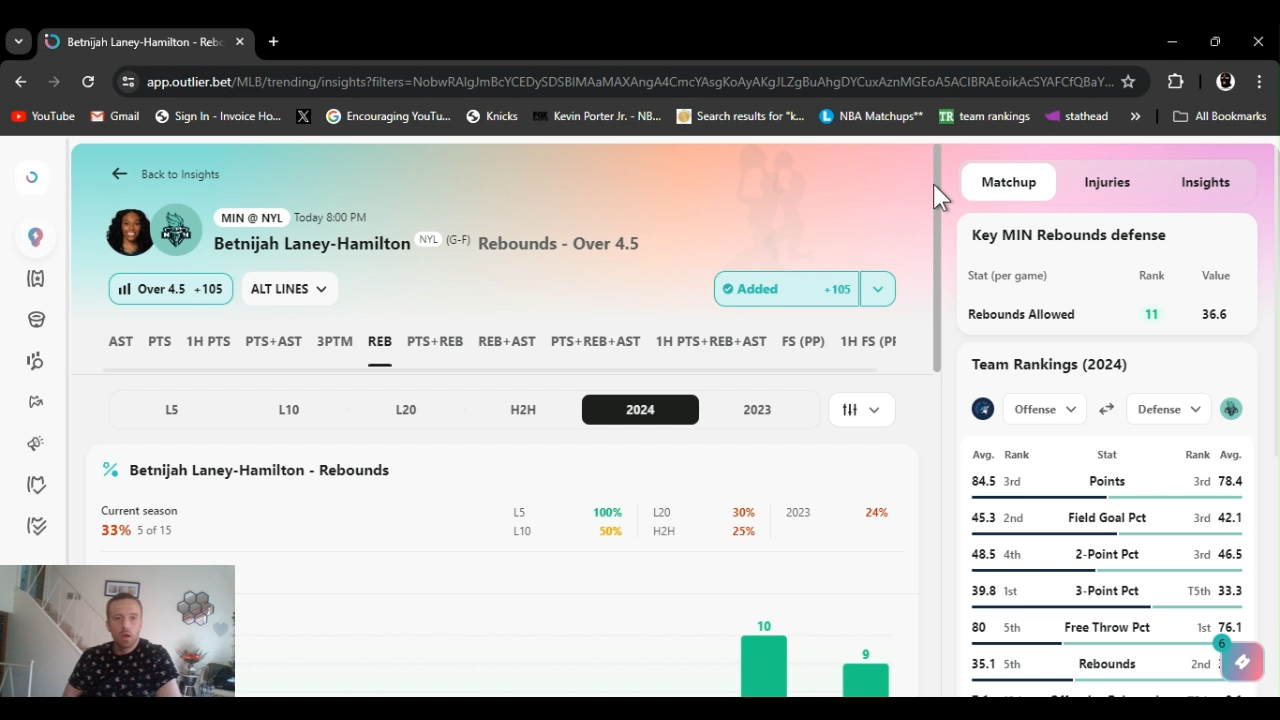 Betnijah Laney-Hamilton - Rebo
app.outlier.bet/MLB/trending/insights?filters=NobwRAlgJmBcYCEDySDSBIMAaMAXAngA4CmcYAsgKoAyAKgJLZgBuAhgDYCuxAznMGEoA5ACIBRAEoikAcSYAFCfQBaY...
YouTube
Gmail
Sign In - Invoice Ho...
Encouraging YouTu...
Knicks
Kevin Porter Jr. - NB...
Search results for "k...
NBA Matchups**
team rankings
stathead
»
All Bookmarks
Back to Insights
MIN @ NYL Today 8:00 PM
Betnijah Laney-Hamilton NYL (G-F) Rebounds - Over 4.5
Over 4.5 +105
ALT LINES
Added +105
AST PTS 1H PTS PTS+AST 3PTM REB PTS+REB REB+AST PTS+REB+AST 1H PTS+REB+AST FS (PP) 1H FS (PI
L5 L10 L20 H2H 2024 2023
Betnijah Laney-Hamilton - Rebounds
Current season
33% 5 of 15
L5 100% L20 30% 2023 24%
L10 50% H2H 25%
10
9
Matchup Injuries Insights
Key MIN Rebounds defense
Stat (per game) Rank Value
Rebounds Allowed 11 36.6
Team Rankings (2024)
Offense Defense
Avg. Rank Stat Rank Avg.
84.5 3rd Points 3rd 78.4
45.3 2nd Field Goal Pct 3rd 42.1
48.5 4th 2-Point Pct 3rd 46.5
39.8 1st 3-Point Pct T5th 33.3
80 5th Free Throw Pct 1st 76.1
6
35.1 5th Rebounds 2nd